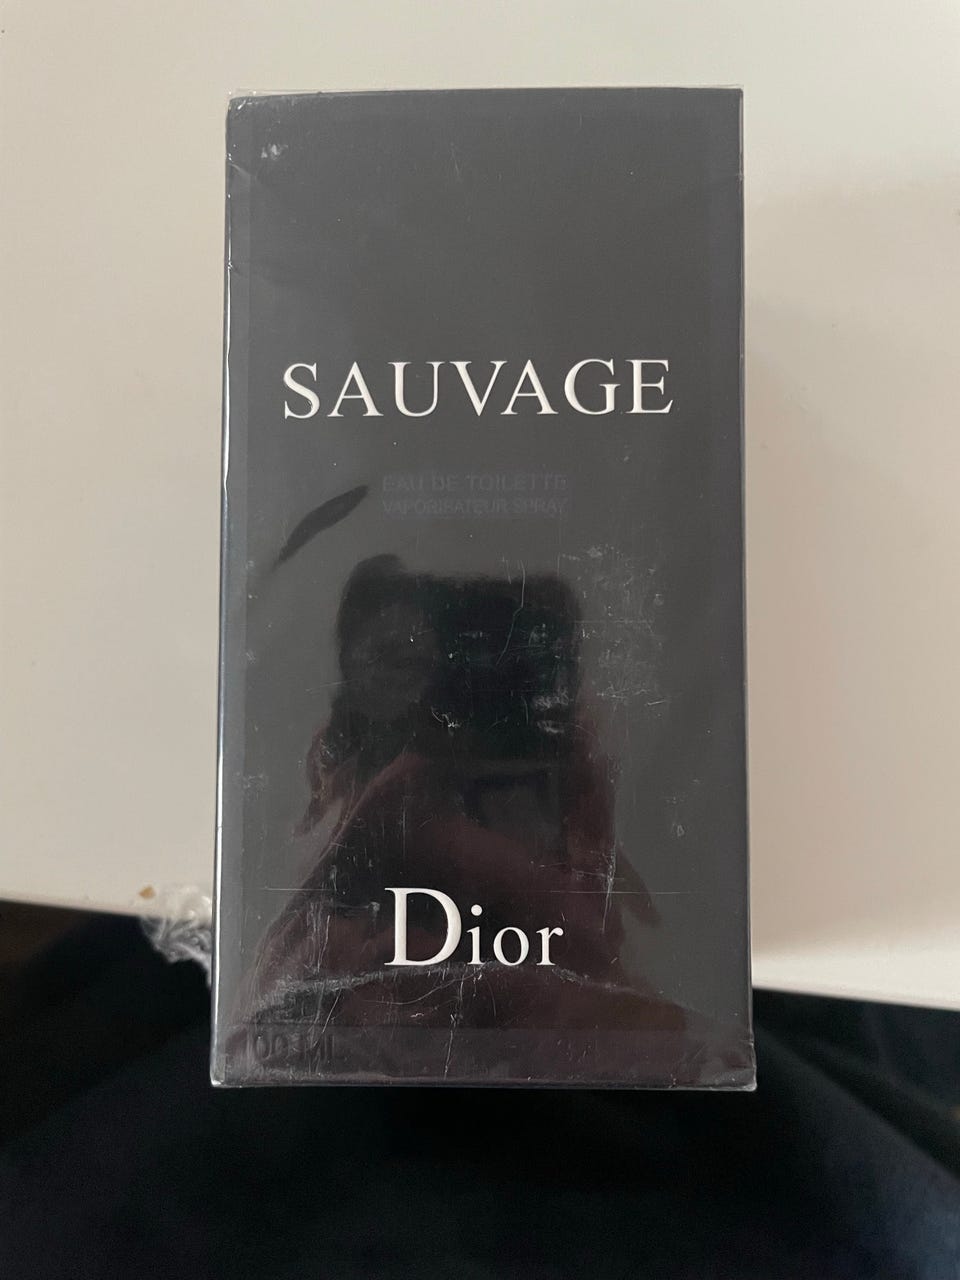 SAUVAGE
EAU DE TOILETTE
VAPORISATEUR SPRAY
Dior